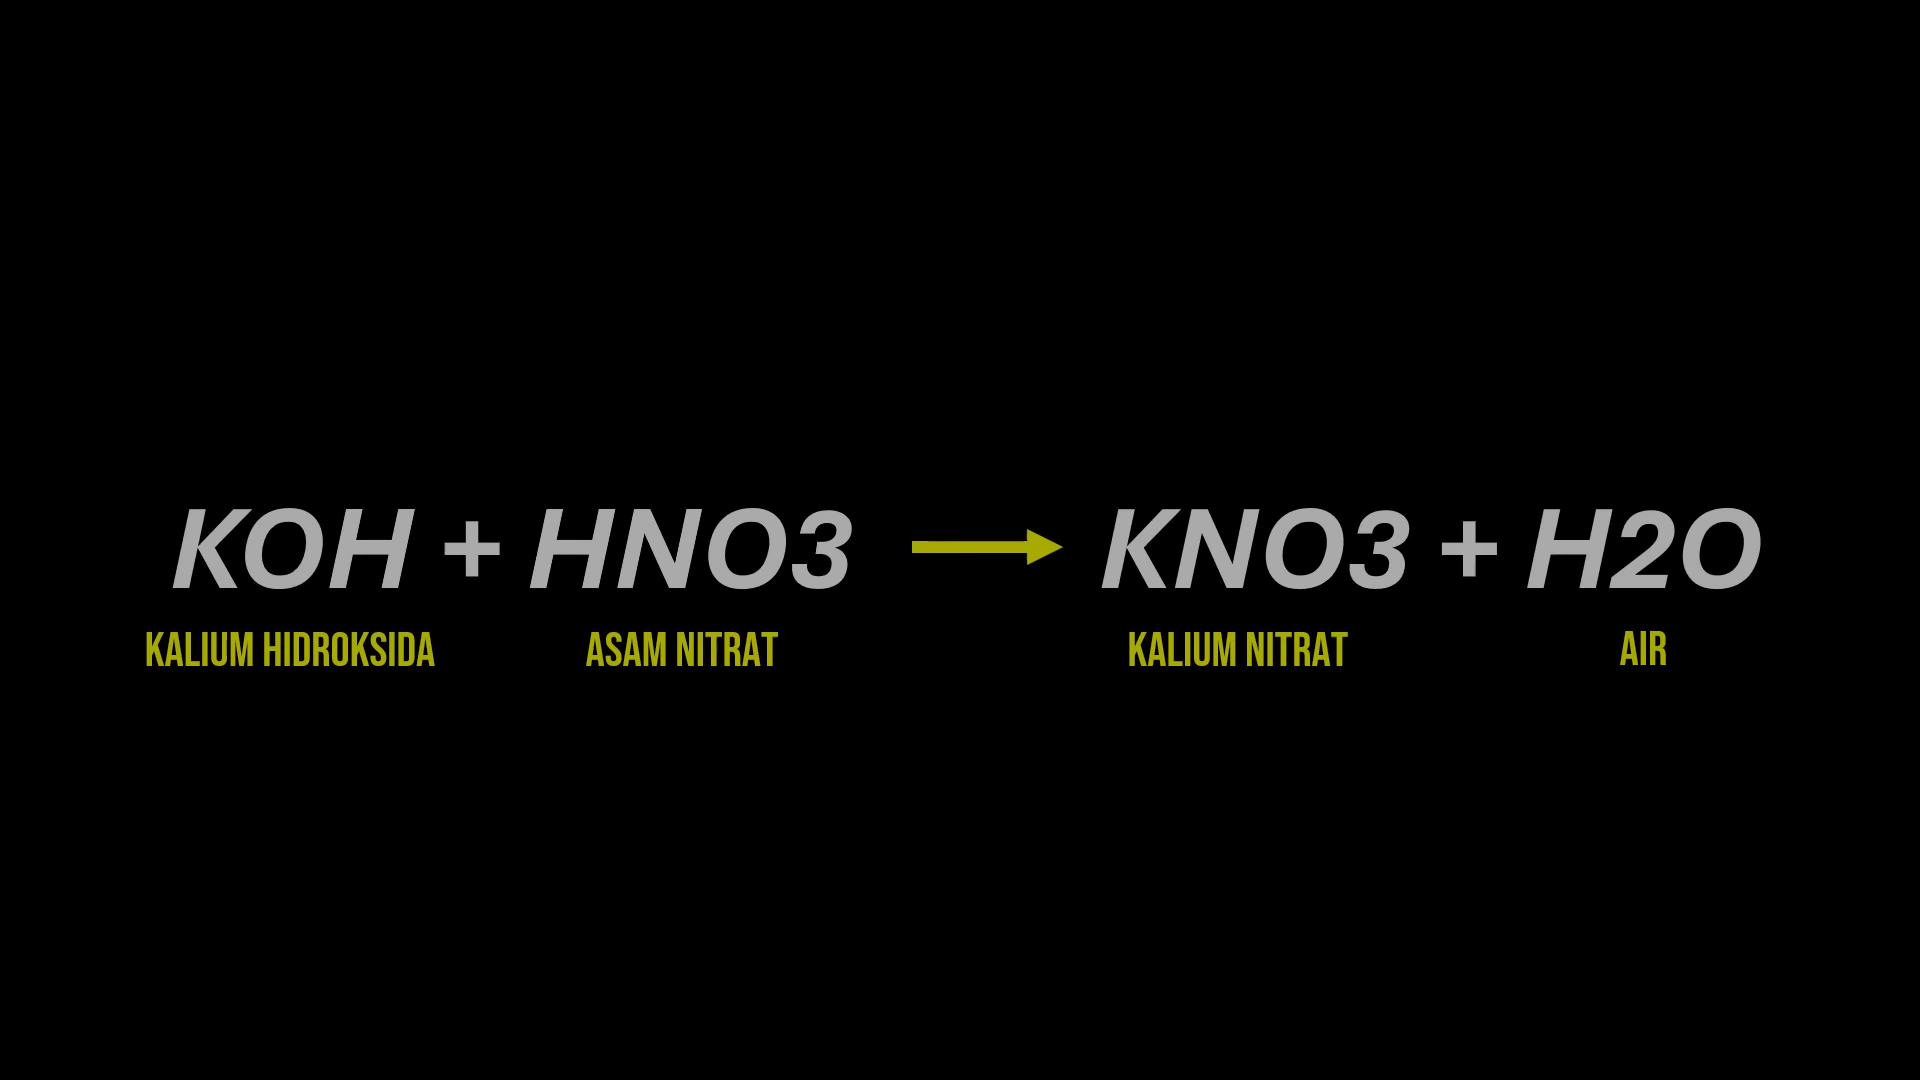 KOH + HNO3 → KNO3 + H2O
KALIUM HIDROKSIDA ASAM NITRAT KALIUM NITRAT AIR